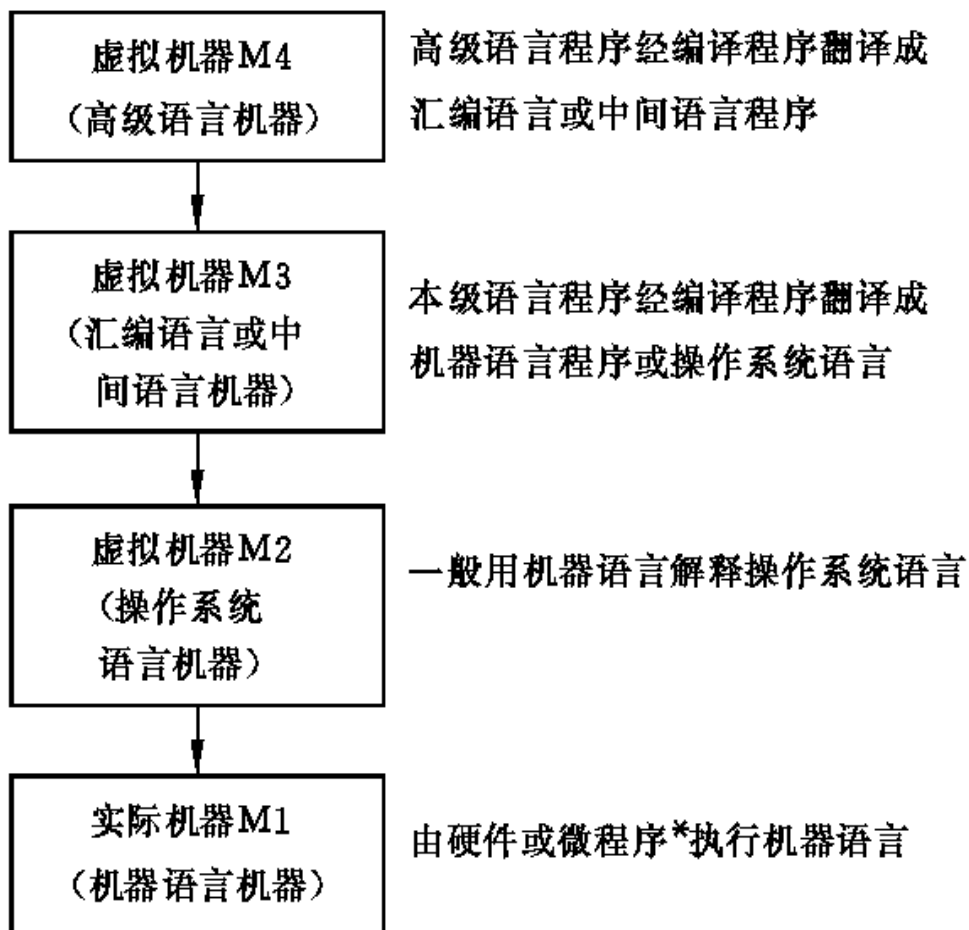 虚拟机器M4
（高级语言机器）
高级语言程序经编译程序翻译成
汇编语言或中间语言程序
虚拟机器M3
（汇编语言或中
间语言机器）
本级语言程序经编译程序翻译成
机器语言程序或操作系统语言
虚拟机器M2
（操作系统
语言机器）
一般用机器语言解释操作系统语言
实际机器M1
（机器语言机器）
由硬件或微程序*执行机器语言